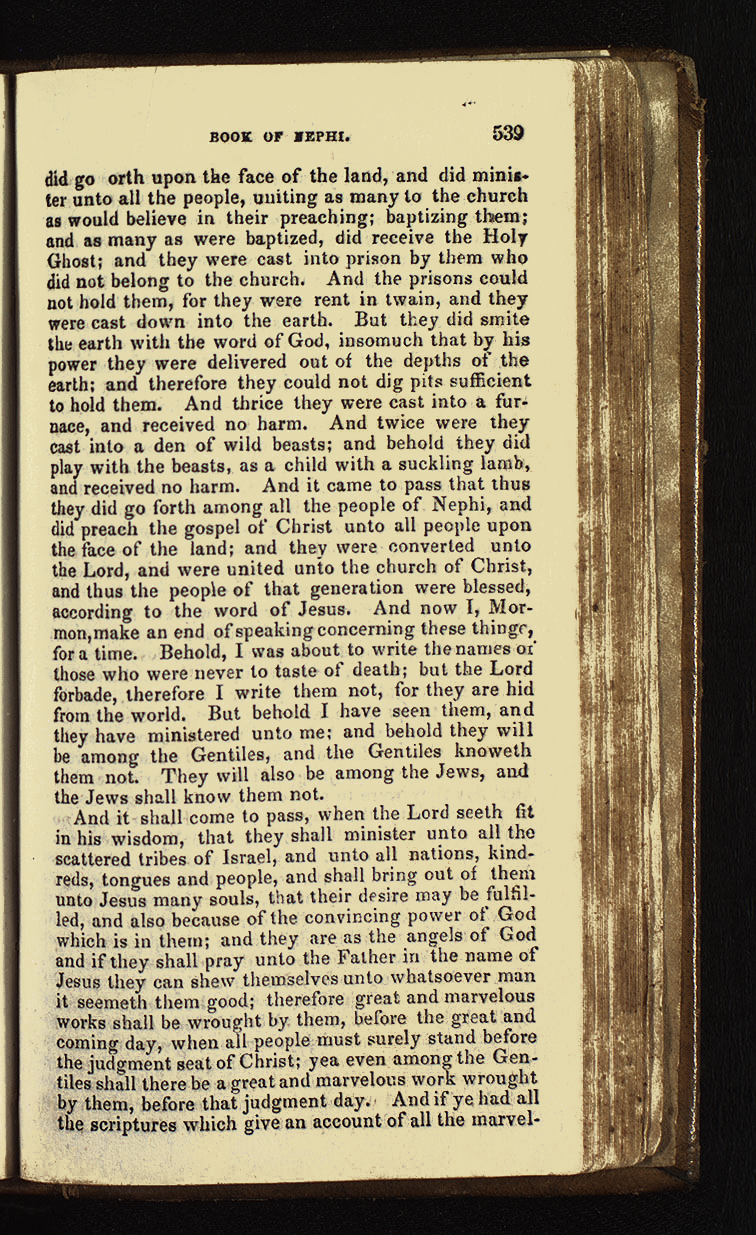 BOOK OF NEPHI. 539
did go orth upon the face of the land, and did minis-
ter unto all the people, uniting as many to the church
as would believe in their preaching; baptizing them;
and as many as were baptized, did receive the Holy
Ghost; and they were cast into prison by them who
did not belong to the church. And the prisons could
not hold them, for they were rent in twain, and they
were cast down into the earth. But they did smite
the earth with the word of God, insomuch that by his
power they were delivered out of the depths of the
earth; and therefore they could not dig pits sufficient
to hold them. And thrice they were cast into a fur-
nace, and received no harm. And twice were they
cast into a den of wild beasts; and behold they did
play with the beasts, as a child with a suckling lamb,
and received no harm. And it came to pass that thus
they did go forth among all the people of Nephi, and
did preach the gospel of Christ unto all people upon
the face of the land; and they were converted unto
the Lord, and were united unto the church of Christ,
and thus the people of that generation were blessed,
according to the word of Jesus. And now I, Mor-
mon,make an end of speaking concerning these things,
for a time. Behold, I was about to write the names of
those who were never to taste of death; but the Lord
forbade, therefore I write them not, for they are hid
from the world. But behold I have seen them, and
they have ministered unto me; and behold they will
be among the Gentiles, and the Gentiles knoweth
them not. They will also be among the Jews, and
the Jews shall know them not.
And it shall come to pass, when the Lord seeth fit
in his wisdom, that they shall minister unto all the
scattered tribes of Israel, and unto all nations, kind-
reds, tongues and people, and shall bring out of them
unto Jesus many souls, that their desire may be fulfil-
led, and also because of the convincing power of God
which is in them; and they are as the angels of God
and if they shall pray unto the Father in the name of
Jesus they can shew themselves unto whatsoever man
it seemeth them good; therefore great and marvelous
works shall be wrought by them, before the great and
coming day, when all people must surely stand before
the judgment seat of Christ; yea even among the Gen-
tiles shall there be a great and marvelous work wrought
by them, before that judgment day. And if ye had all
the scriptures which give an account of all the marvel-